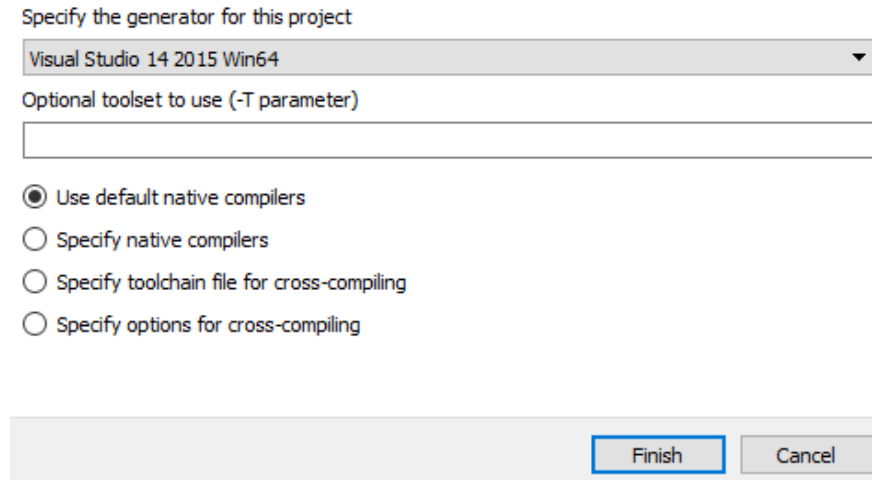 Specify the generator for this project
Visual Studio 14 2015 Win64
Optional toolset to use (-T parameter)
Use default native compilers
Specify native compilers
Specify toolchain file for cross-compiling
Specify options for cross-compiling
Finish Cancel